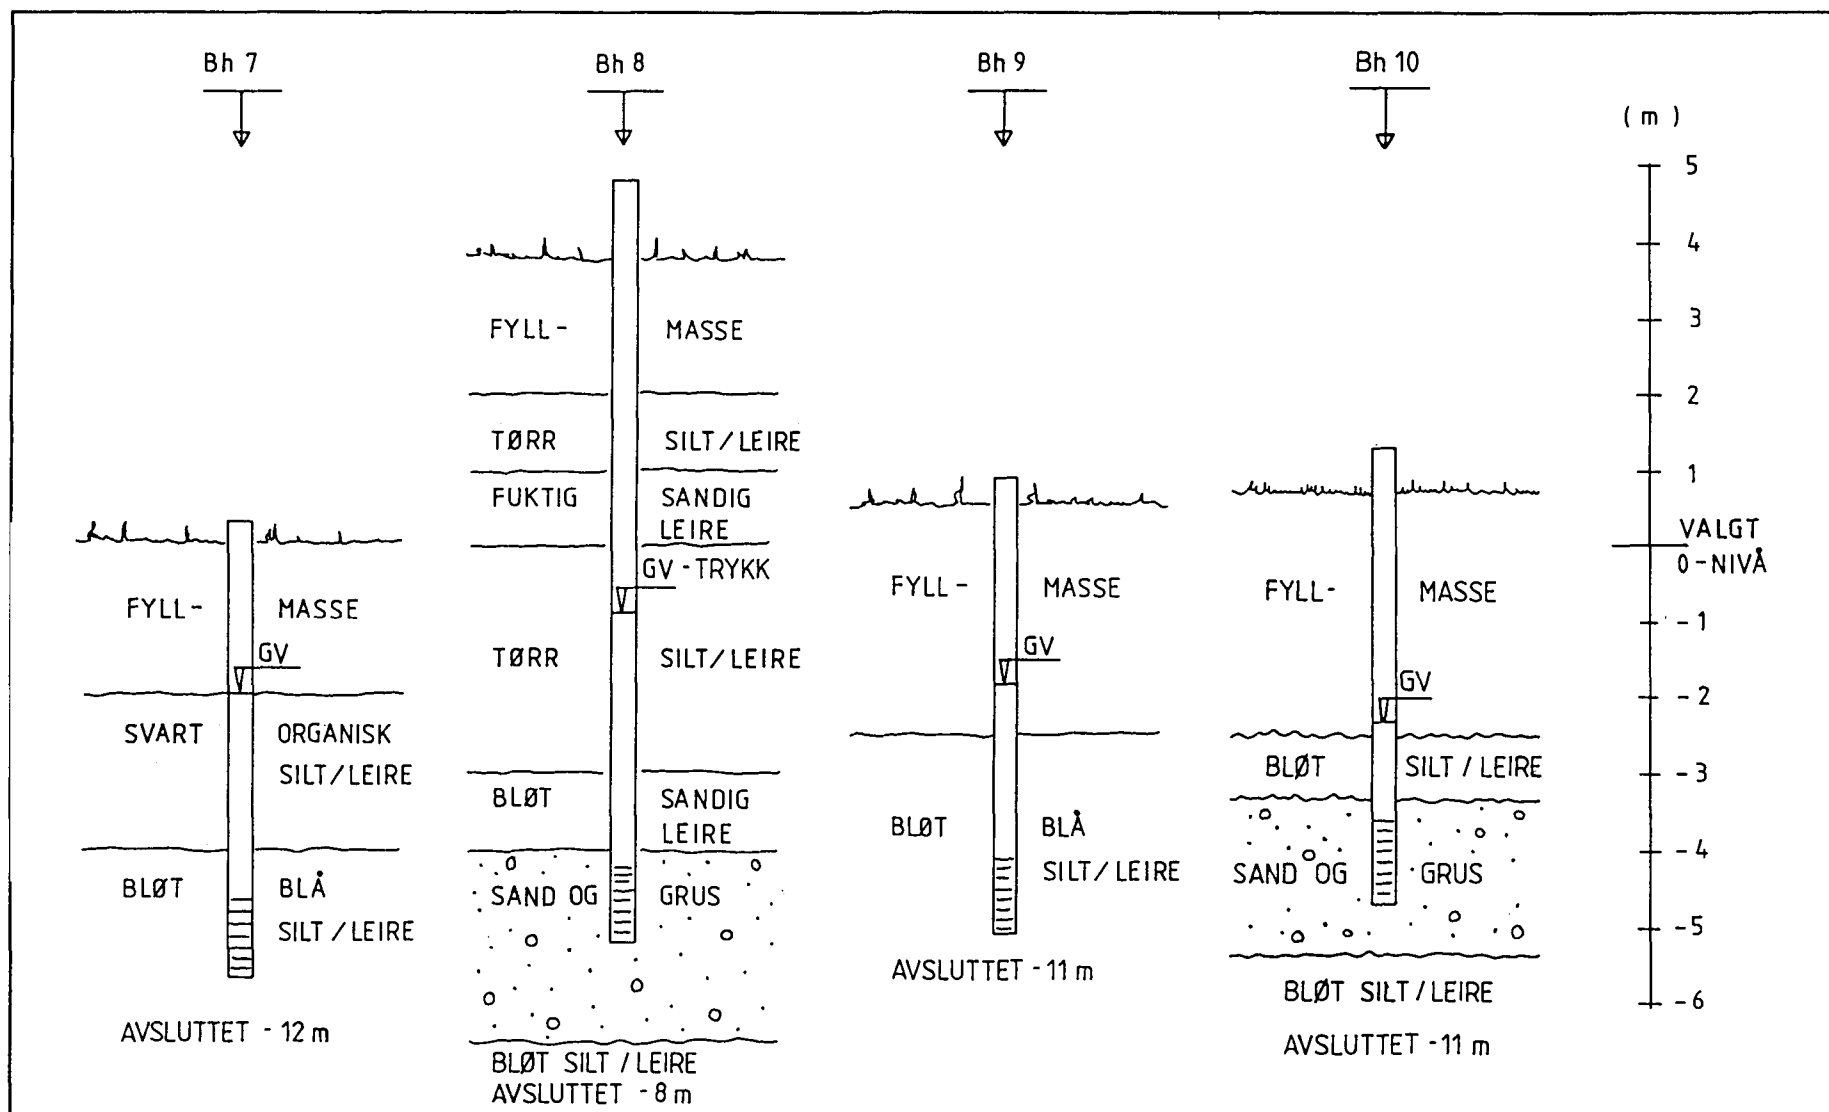 Bh 7
Bh 8
Bh 9
Bh 10
( m )
5
4
3
2
1
VALGT
0-NIVÅ
-1
-2
-3
-4
-5
-6
FYLL- MASSE
GV
SVART ORGANISK
SILT/LEIRE
BLØT BLÅ
SILT/LEIRE
AVSLUTTET -12 m
FYLL- MASSE
TØRR SILT/LEIRE
FUKTIG SANDIG
LEIRE
GV-TRYKK
TØRR SILT/LEIRE
BLØT SANDIG
LEIRE
SAND OG GRUS
BLØT SILT/LEIRE
AVSLUTTET -8 m
FYLL- MASSE
GV
BLØT BLÅ
SILT/LEIRE
AVSLUTTET -11 m
FYLL- MASSE
GV
BLØT SILT/LEIRE
SAND OG GRUS
BLØT SILT/LEIRE
AVSLUTTET -11 m